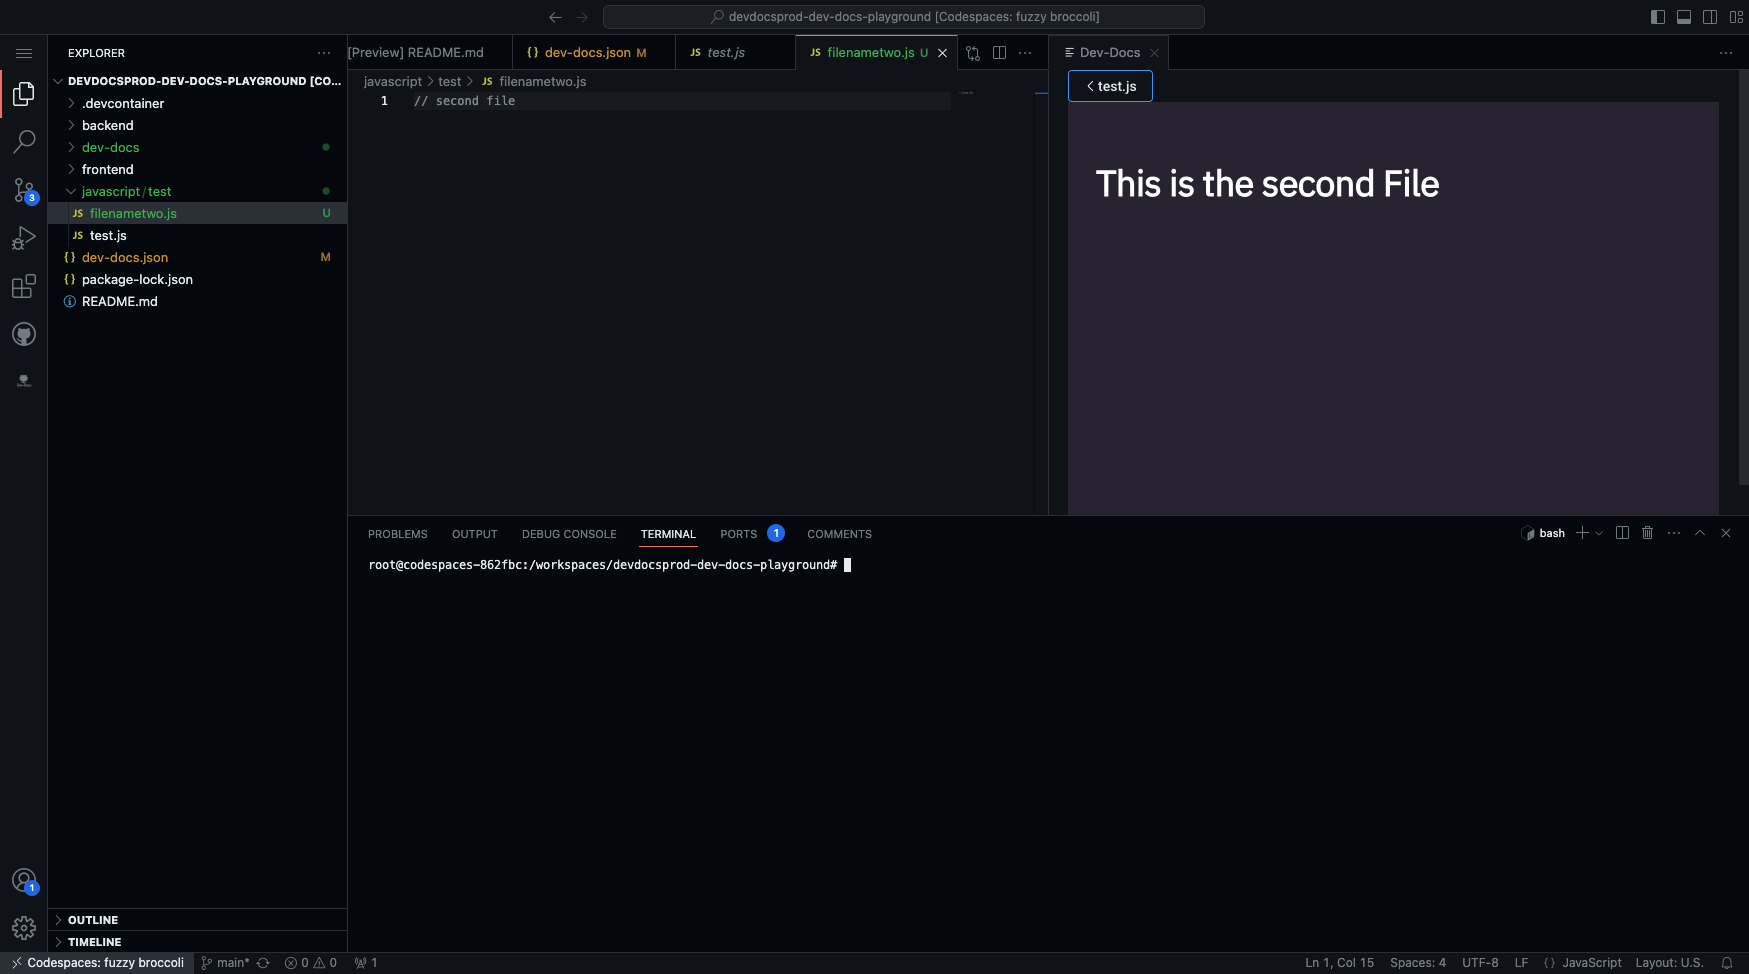 devdocsprod-dev-docs-playground [Codespaces: fuzzy broccoli]
EXPLORER
DEVDOCSPROD-DEV-DOCS-PLAYGROUND [CO...
.devcontainer
backend
dev-docs
frontend
javascript/test
JS filenametwo.js U
JS test.js
{} dev-docs.json M
{} package-lock.json
README.md
3
1
OUTLINE
TIMELINE
[Preview] README.md
{} dev-docs.json M
JS test.js
JS filenametwo.js U
javascript > test > JS filenametwo.js
1 // second file
Dev-Docs
< test.js
This is the second File
PROBLEMS OUTPUT DEBUG CONSOLE TERMINAL PORTS 1 COMMENTS
bash
root@codespaces-862fbc:/workspaces/devdocsprod-dev-docs-playground#
Codespaces: fuzzy broccoli main* 0 0 1
Ln 1, Col 15 Spaces: 4 UTF-8 LF {} JavaScript Layout: U.S.